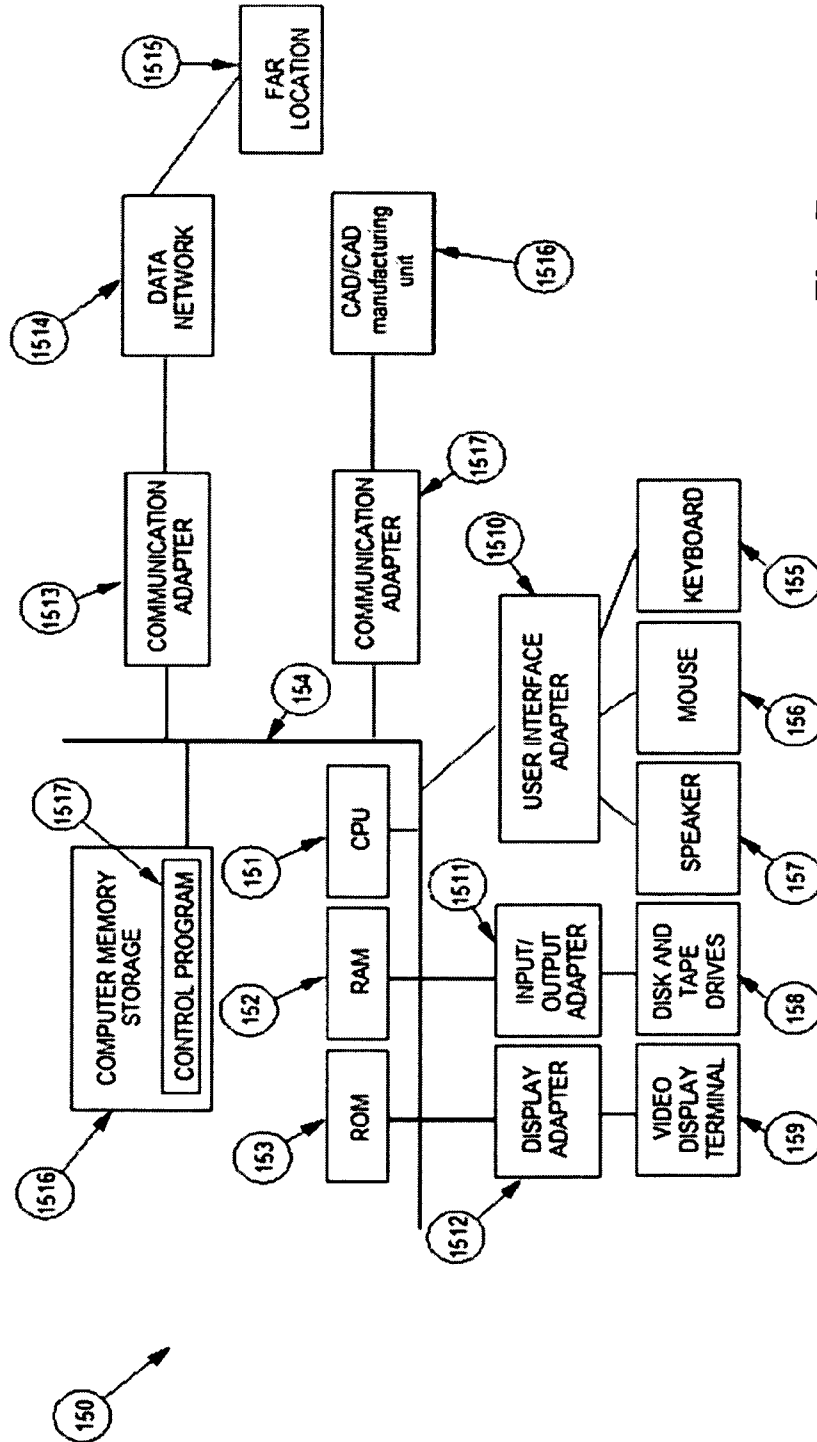 150
1516
1517
COMPUTER MEMORY
STORAGE
CONTROL PROGRAM
1513
COMMUNICATION
ADAPTER
1514
DATA
NETWORK
1515
FAR
LOCATION
154
153
ROM
152
RAM
151
CPU
COMMUNICATION
ADAPTER
1517
CAD/CAD
manufacturing
unit
1516
1512
DISPLAY
ADAPTER
1511
INPUT/
OUTPUT
ADAPTER
1510
USER INTERFACE
ADAPTER
VIDEO
DISPLAY
TERMINAL
DISK AND
TAPE
DRIVES
SPEAKER
MOUSE
KEYBOARD
159
158
157
156
155